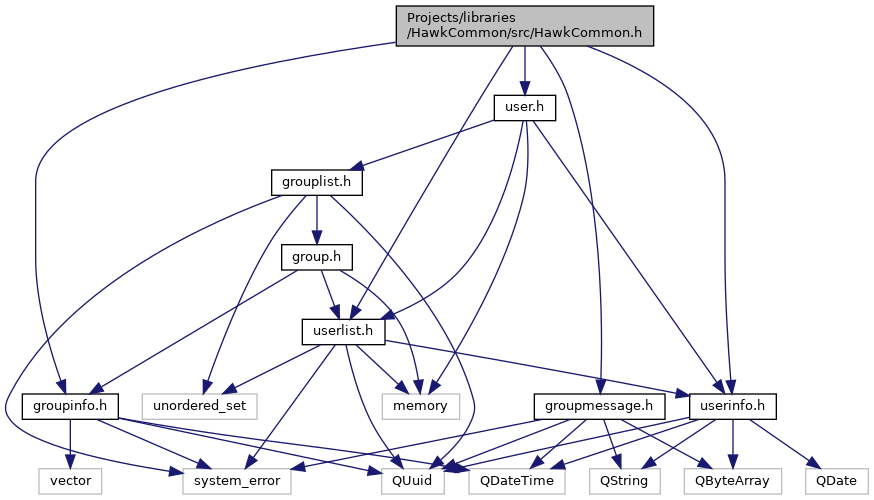 Projects/libraries
/HawkCommon/src/HawkCommon.h
user.h
grouplist.h
group.h
userlist.h
groupinfo.h
unordered_set
memory
groupmessage.h
userinfo.h
vector
system_error
QUuid
QDateTime
QString
QByteArray
QDate